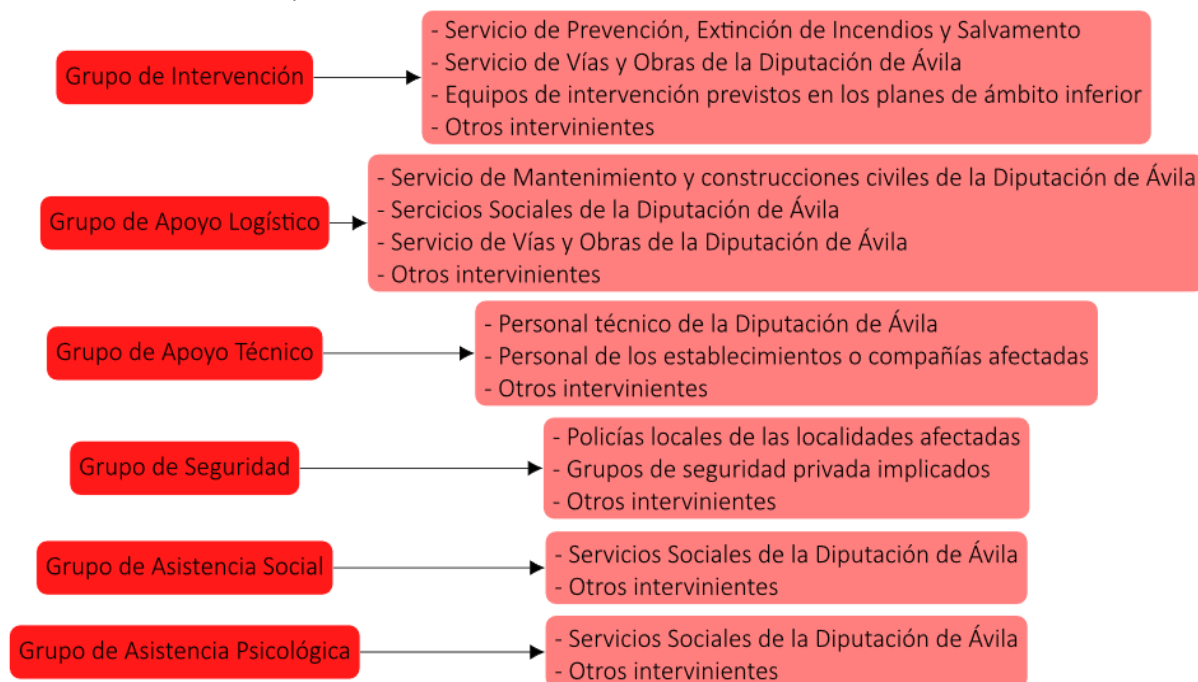 Grupo de Intervención
- Servicio de Prevención, Extinción de Incendios y Salvamento
- Servicio de Vías y Obras de la Diputación de Ávila
- Equipos de intervención previstos en los planes de ámbito inferior
- Otros intervinientes
Grupo de Apoyo Logístico
- Servicio de Mantenimiento y construcciones civiles de la Diputación de Ávila
- Sercicios Sociales de la Diputación de Ávila
- Servicio de Vías y Obras de la Diputación de Ávila
- Otros intervinientes
Grupo de Apoyo Técnico
- Personal técnico de la Diputación de Ávila
- Personal de los establecimientos o compañías afectadas
- Otros intervinientes
Grupo de Seguridad
- Policías locales de las localidades afectadas
- Grupos de seguridad privada implicados
- Otros intervinientes
Grupo de Asistencia Social
- Servicios Sociales de la Diputación de Ávila
- Otros intervinientes
Grupo de Asistencia Psicológica
- Servicios Sociales de la Diputación de Ávila
- Otros intervinientes